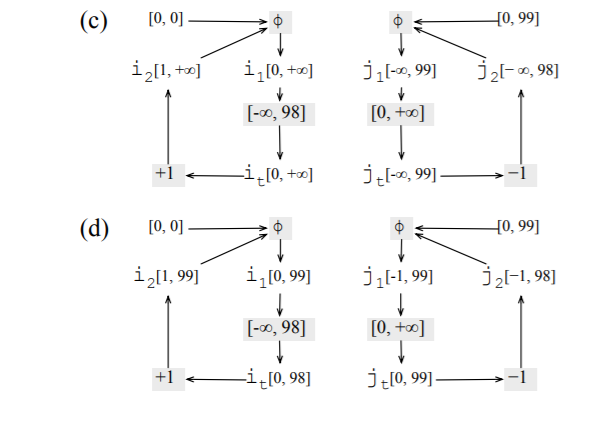 (c) [0, 0] ϕ ϕ [0, 99]
i2[1, +∞] i1[0, +∞] j1[-∞, 99] j2[− ∞, 98]
[-∞, 98] [0, +∞]
+1 it[0, +∞] jt[-∞, 99] −1
(d) [0, 0] ϕ ϕ [0, 99]
i2[1, 99] i1[0, 99] j1[-1, 99] j2[−1, 98]
[-∞, 98] [0, +∞]
+1 it[0, 98] jt[0, 99] −1